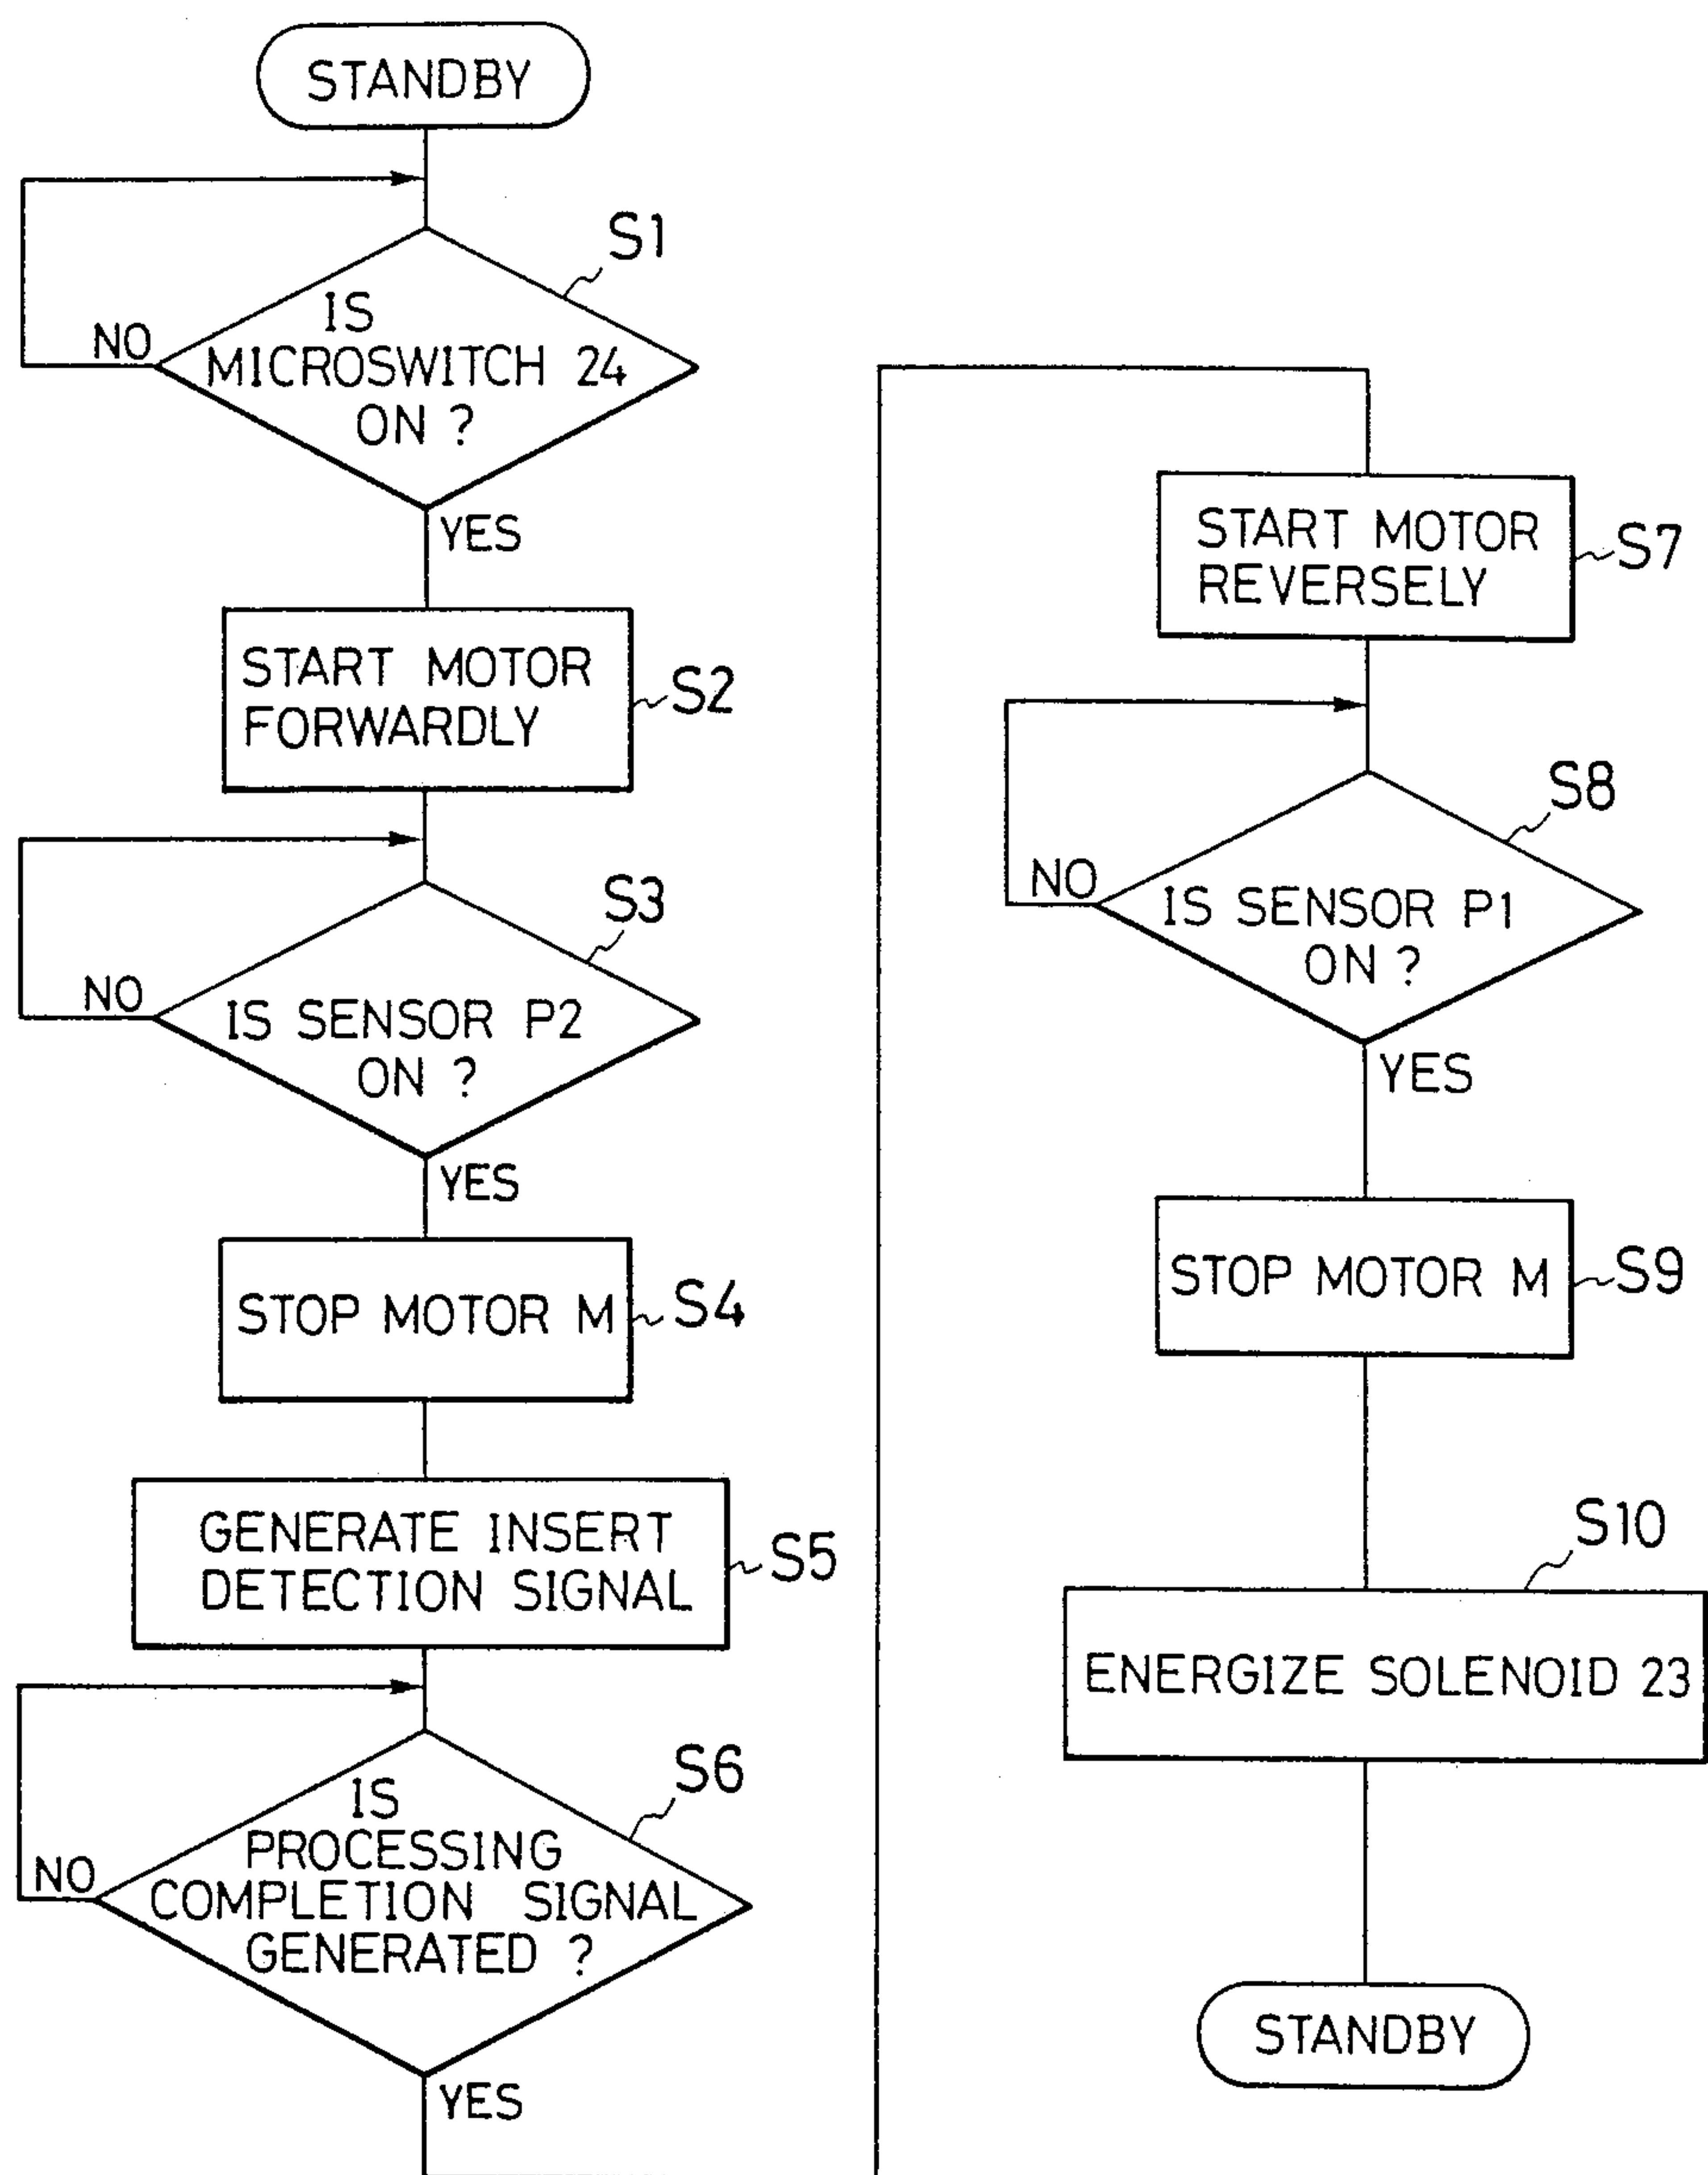 STANDBY
S1
IS
MICROSWITCH 24
ON ?
NO
YES
START MOTOR
FORWARDLY
S2
S3
NO
IS SENSOR P2
ON ?
YES
STOP MOTOR M
S4
GENERATE INSERT
DETECTION SIGNAL
S5
S6
IS
PROCESSING
COMPLETION SIGNAL
GENERATED ?
NO
YES
START MOTOR
REVERSELY
S7
S8
NO
IS SENSOR P1
ON ?
YES
STOP MOTOR M
S9
S10
ENERGIZE SOLENOID 23
STANDBY